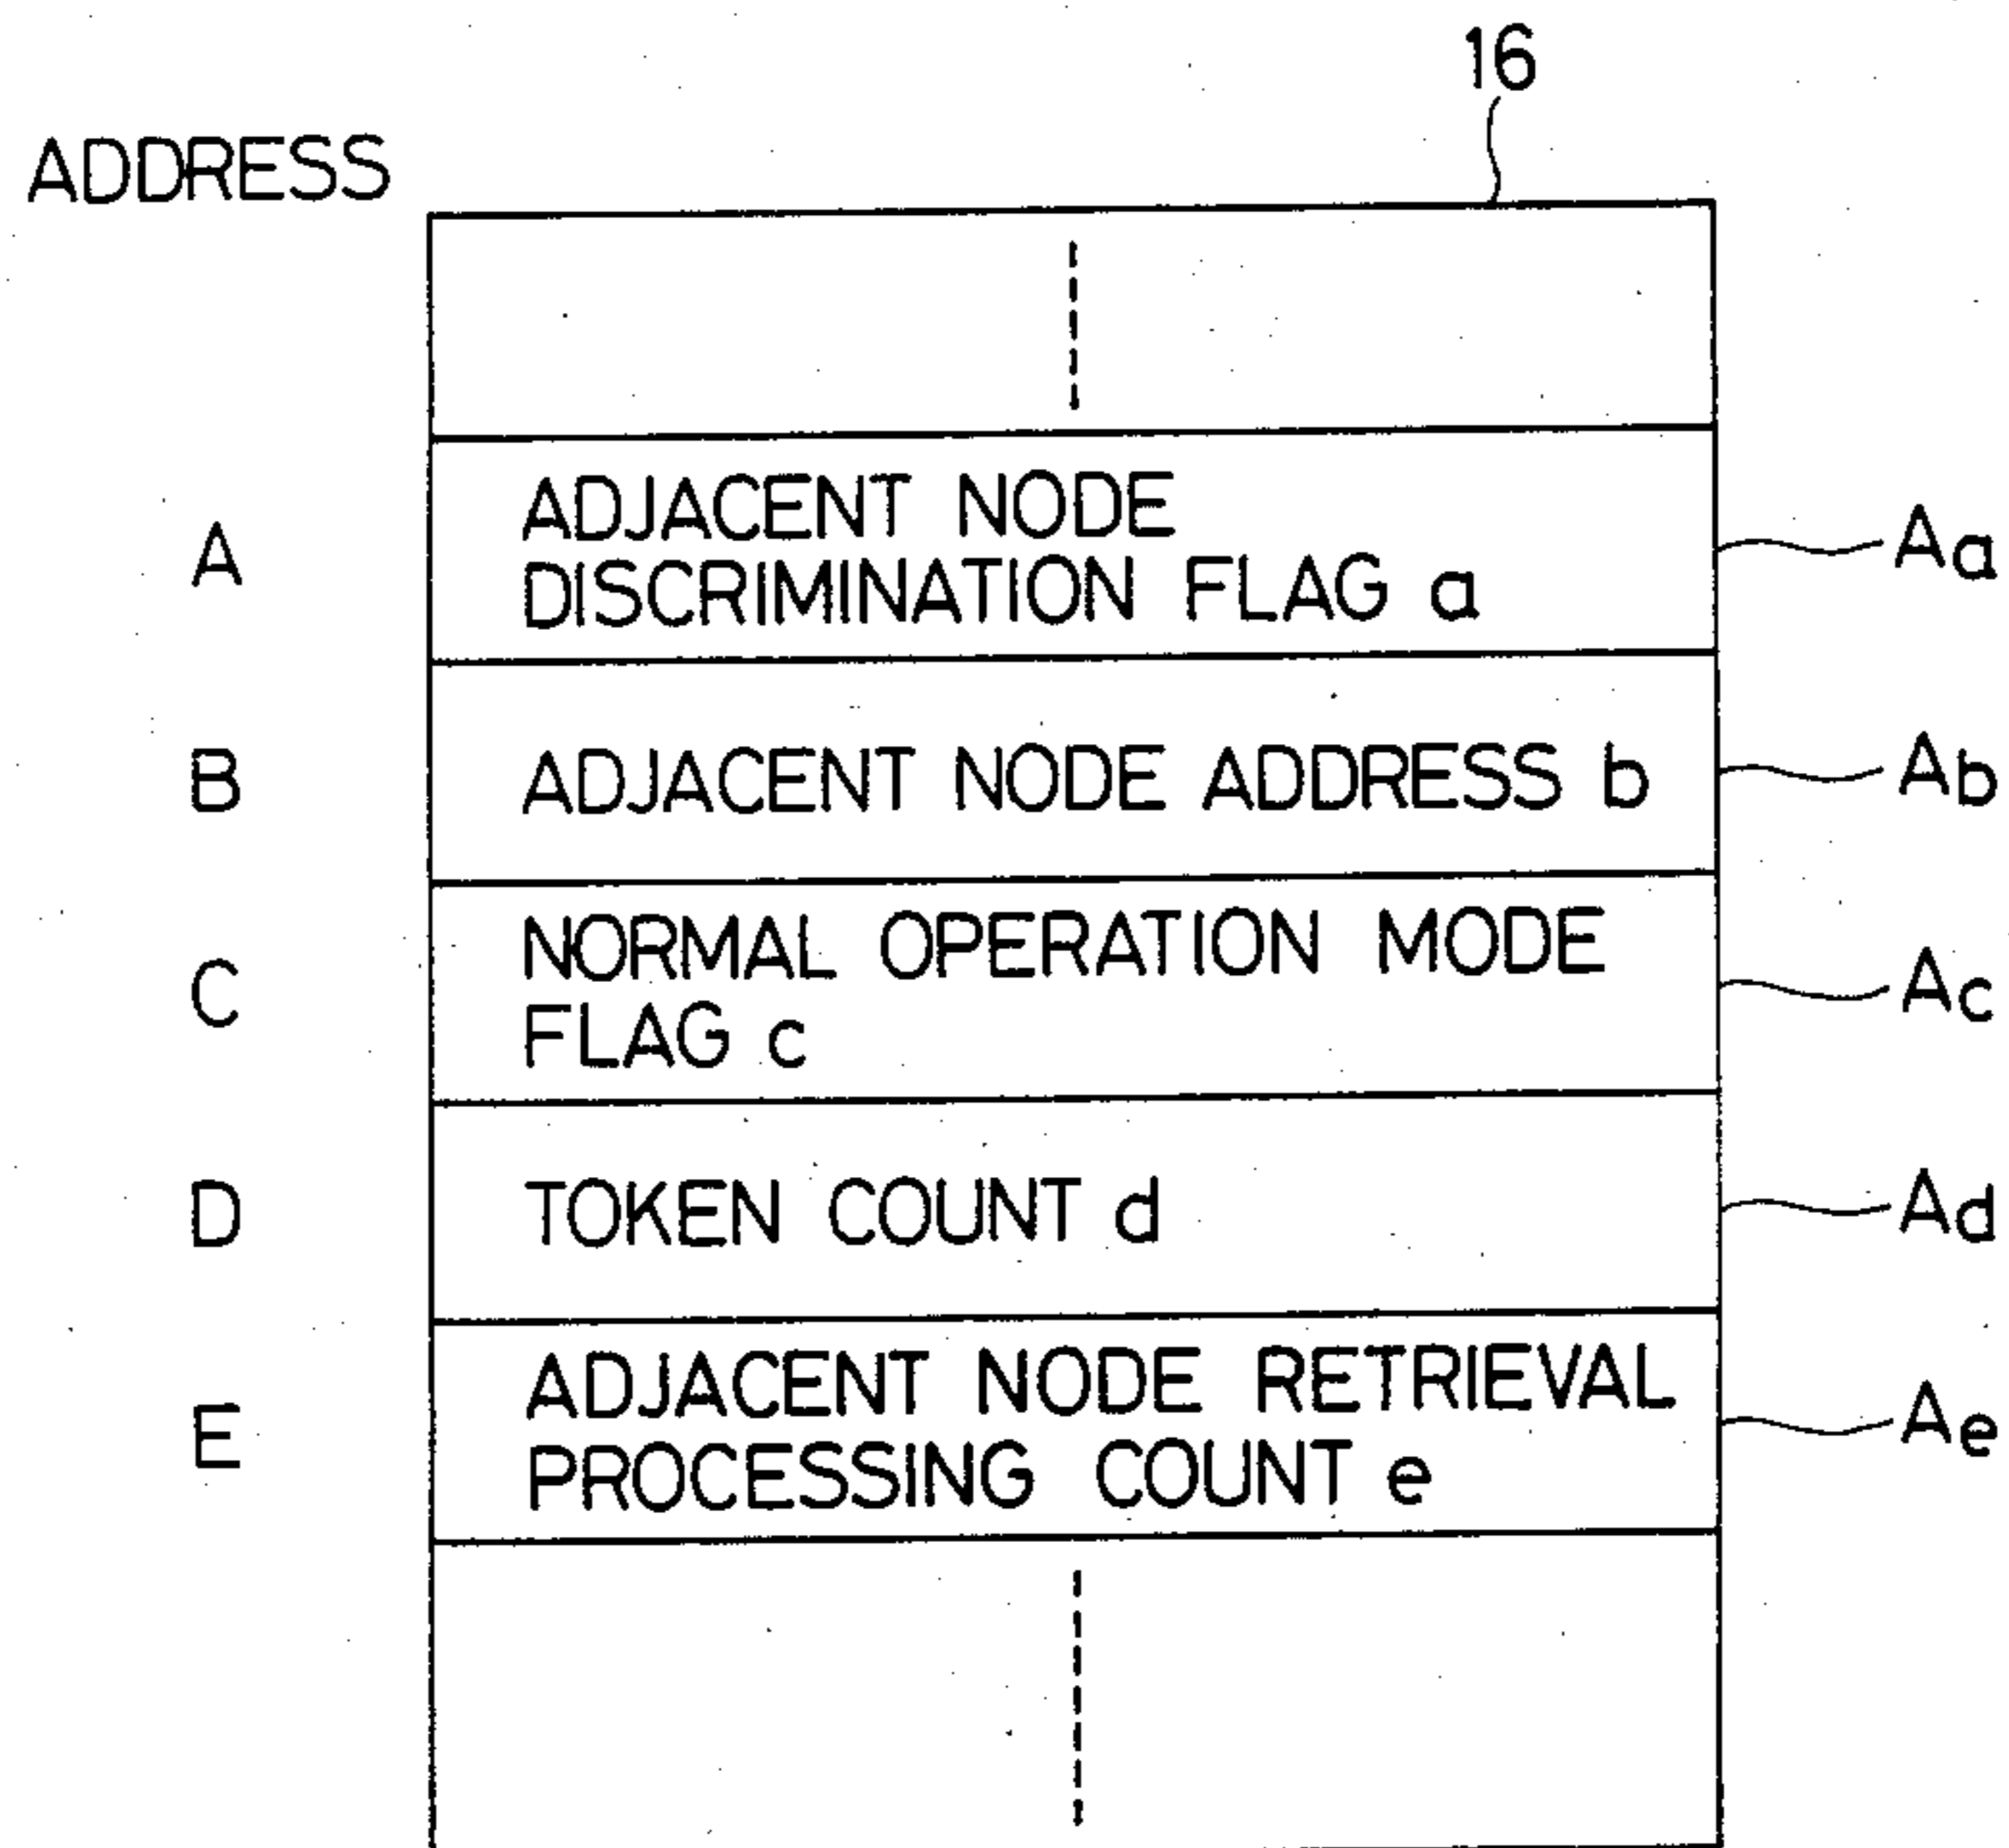 16
ADDRESS
A
ADJACENT NODE
DISCRIMINATION FLAG a
Aa
B
ADJACENT NODE ADDRESS b
Ab
C
NORMAL OPERATION MODE
FLAG c
Ac
D
TOKEN COUNT d
Ad
E
ADJACENT NODE RETRIEVAL
PROCESSING COUNT e
Ae